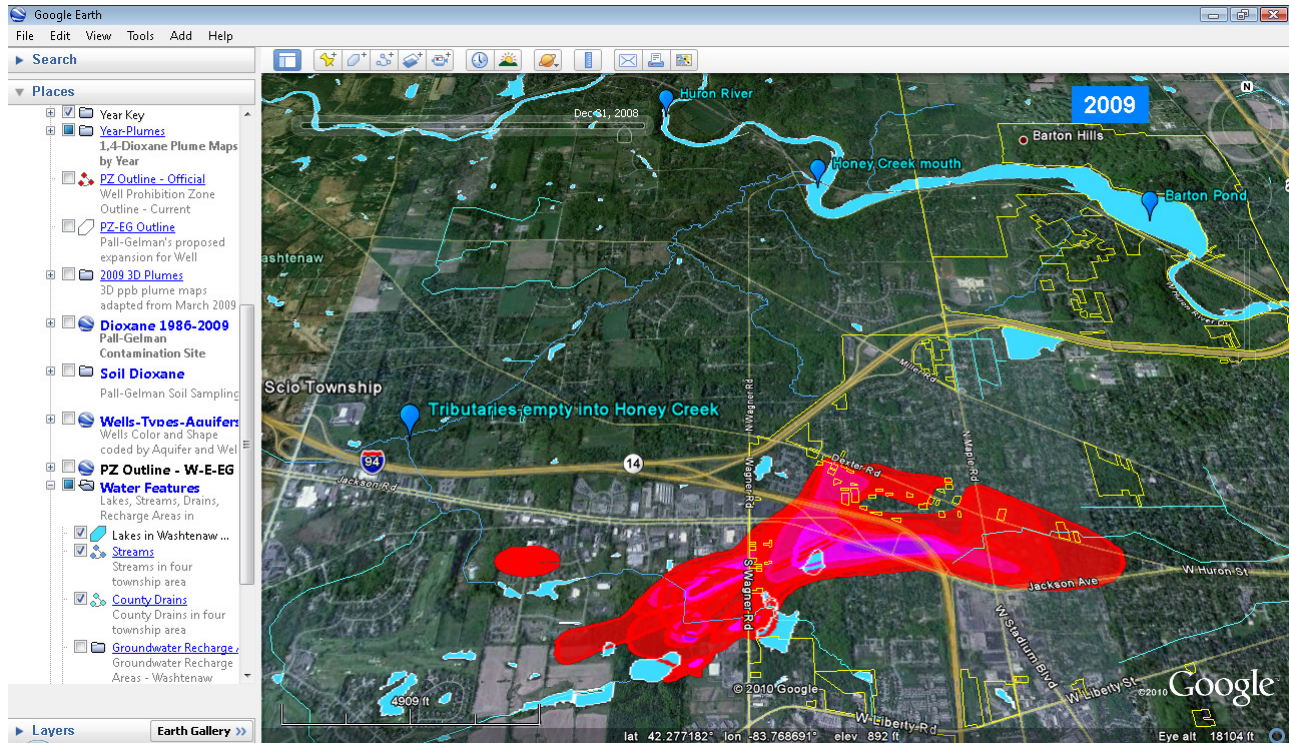 Google Earth
File Edit View Tools Add Help
Search
Places
Year Key
Year-Plumes
1,4-Dioxane Plume Maps
by Year
PZ Outline - Official
Well Prohibition Zone
Outline - Current
PZ-EG Outline
Pall-Gelman's proposed
expansion for Well
2009 3D Plumes
3D ppb plume maps
adapted from March 2009
Dioxane 1986-2009
Pall-Gelman
Contamination Site
Soil Dioxane
Pall-Gelman Soil Sampling
Wells-Types-Aquifers
Wells Color and Shape
coded by Aquifer and Wel
PZ Outline - W-E-EG
Water Features
Lakes, Streams, Drains,
Recharge Areas in
Lakes in Washtenaw ...
Streams
Streams in four
township area
County Drains
County Drains in four
township area
Groundwater Recharge
Groundwater Recharge
Areas - Washtenaw
Layers
Earth Gallery >>
Huron River
2009
N
Dec 31, 2008
Barton Hills
Honey Creek mouth
Barton Pond
ashtenaw
Huron River Dr
Miller Rd
Scio Township
N Wagner Rd
Tributaries empty into Honey Creek
N Maple Rd
94
14
Dexter Rd
Jackson Rd
Wagner Rd
W Huron St
Jackson Ave
S Wagner Rd
W Stadium Blvd
© 2010 Google
W Liberty St
©2010 Google
4909 ft
W Liberty Rd
lat 42.277182° lon -83.768691° elev 892 ft
Eye alt 18104 ft